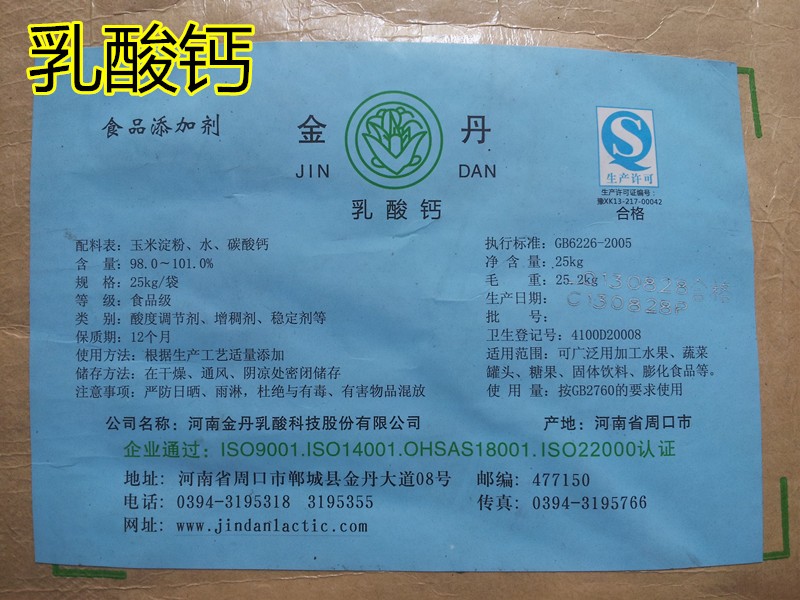 乳酸钙
食品添加剂
金 丹
JIN DAN
乳酸钙
生产许可
生产许可证编号:
豫XK13-217-00042
合格
配料表: 玉米淀粉、水、碳酸钙
含 量: 98.0~101.0%
规 格: 25kg/袋
等 级: 食品级
类 别: 酸度调节剂、增稠剂、稳定剂等
保质期: 12个月
使用方法: 根据生产工艺适量添加
储存方法: 在干燥、通风、阴凉处密闭储存
注意事项: 严防日晒、雨淋, 杜绝与有毒、有害物品混放
执行标准: GB6226-2005
净 含 量: 25kg
毛 重: 25.2kg
生产日期:
批 号:
卫生登记号: 4100D20008
适用范围: 可广泛用加工水果、蔬菜
罐头、糖果、固体饮料、膨化食品等。
使 用 量: 按GB2760的要求使用
公司名称: 河南金丹乳酸科技股份有限公司 产地: 河南省周口市
企业通过: ISO9001.ISO14001.OHSAS18001.ISO22000认证
地址: 河南省周口市郸城县金丹大道08号 邮编: 477150
电话: 0394-3195318 3195355 传真: 0394-3195766
网址: www.jindanlactic.com